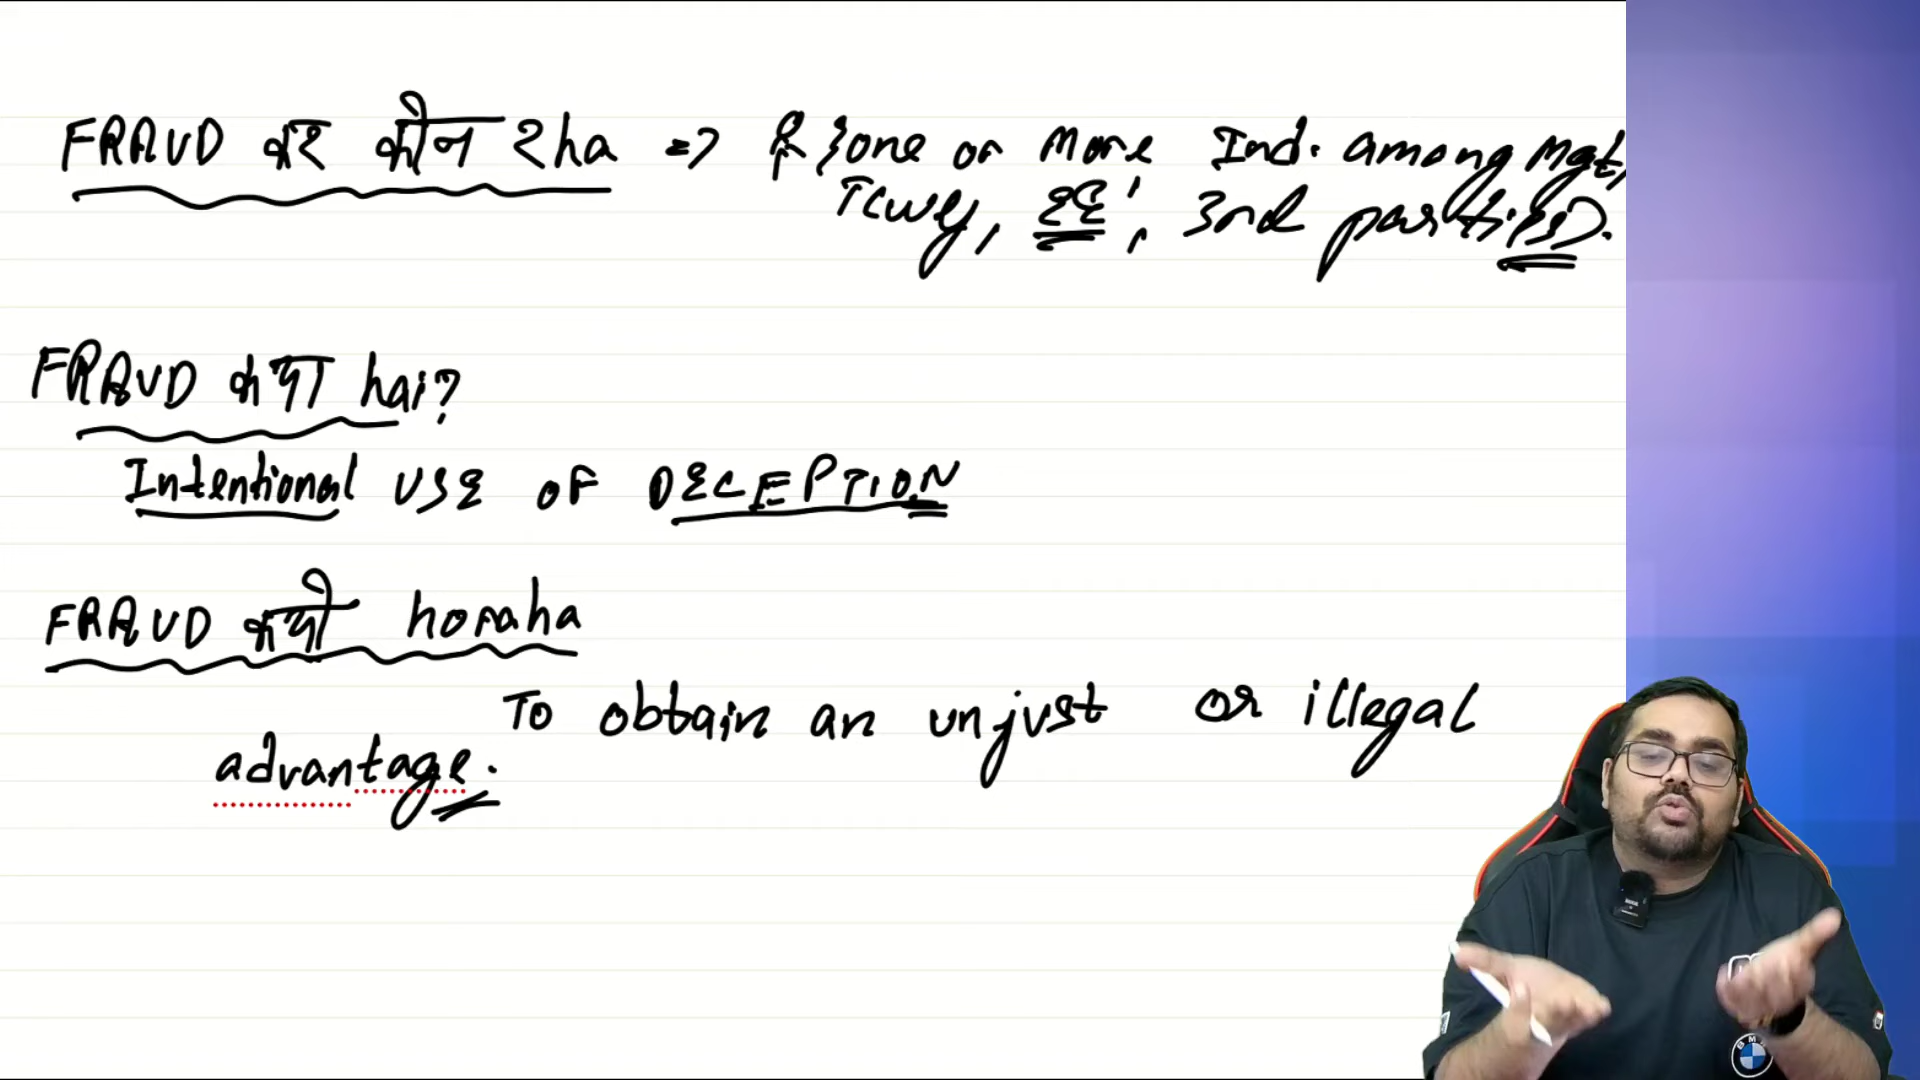 FRAUD कर कौन रha => one or more Ind. among Mgt,
TCWG, EE, 3rd parties.
FRAUD क्या hai?
Intentional USE OF DECEPTION
FRAUD क्यों horaha
To obtain an unjust or illegal
advantage.